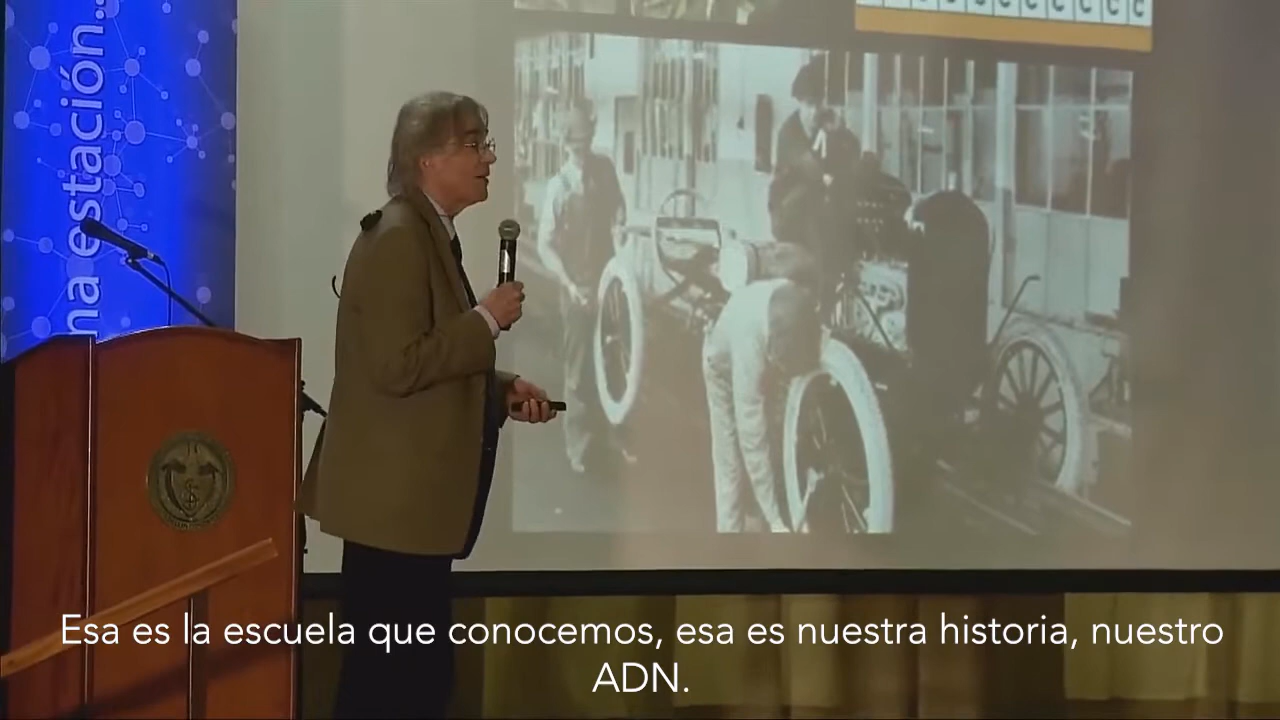 na estación...
Esa es la escuela que conocemos, esa es nuestra historia, nuestro
ADN.